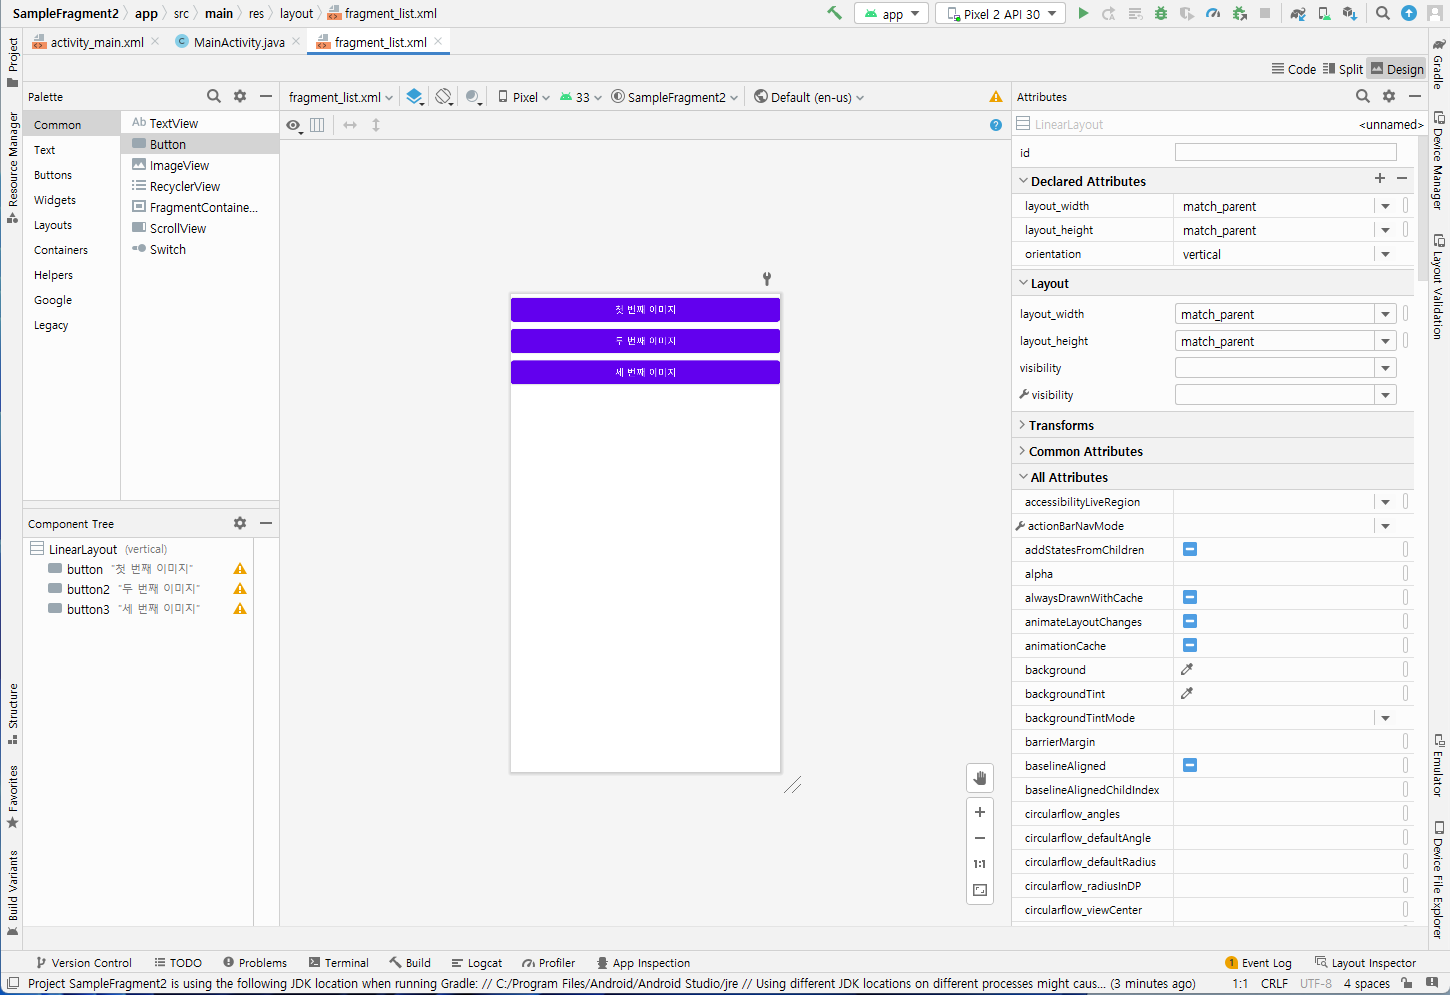 SampleFragment2 app src main res layout fragment_list.xml app Pixel 2 API 30
activity_main.xml MainActivity.java fragment_list.xml
Code Split Design
Palette
fragment_list.xml Pixel 33 SampleFragment2 Default (en-us)
Attributes
Common
Text
Buttons
Widgets
Layouts
Containers
Helpers
Google
Legacy
Ab TextView
Button
ImageView
RecyclerView
FragmentContaine...
ScrollView
Switch
Component Tree
LinearLayout (vertical)
button "첫 번째 이미지"
button2 "두 번째 이미지"
button3 "세 번째 이미지"
첫 번째 이미지
두 번째 이미지
세 번째 이미지
1:1
LinearLayout <unnamed>
id
Declared Attributes
layout_width match_parent
layout_height match_parent
orientation vertical
Layout
layout_width match_parent
layout_height match_parent
visibility
visibility
Transforms
Common Attributes
All Attributes
accessibilityLiveRegion
actionBarNavMode
addStatesFromChildren
alpha
alwaysDrawnWithCache
animateLayoutChanges
animationCache
background
backgroundTint
backgroundTintMode
barrierMargin
baselineAligned
baselineAlignedChildIndex
circularflow_angles
circularflow_defaultAngle
circularflow_defaultRadius
circularflow_radiusInDP
circularflow_viewCenter
Project
Resource Manager
Structure
Favorites
Build Variants
Gradle
Device Manager
Layout Validation
Emulator
Device File Explorer
Version Control TODO Problems Terminal Build Logcat Profiler App Inspection 1 Event Log Layout Inspector
Project SampleFragment2 is using the following JDK location when running Gradle: // C:/Program Files/Android/Android Studio/jre // Using different JDK locations on different processes might caus... (3 minutes ago) 1:1 CRLF UTF-8 4 spaces